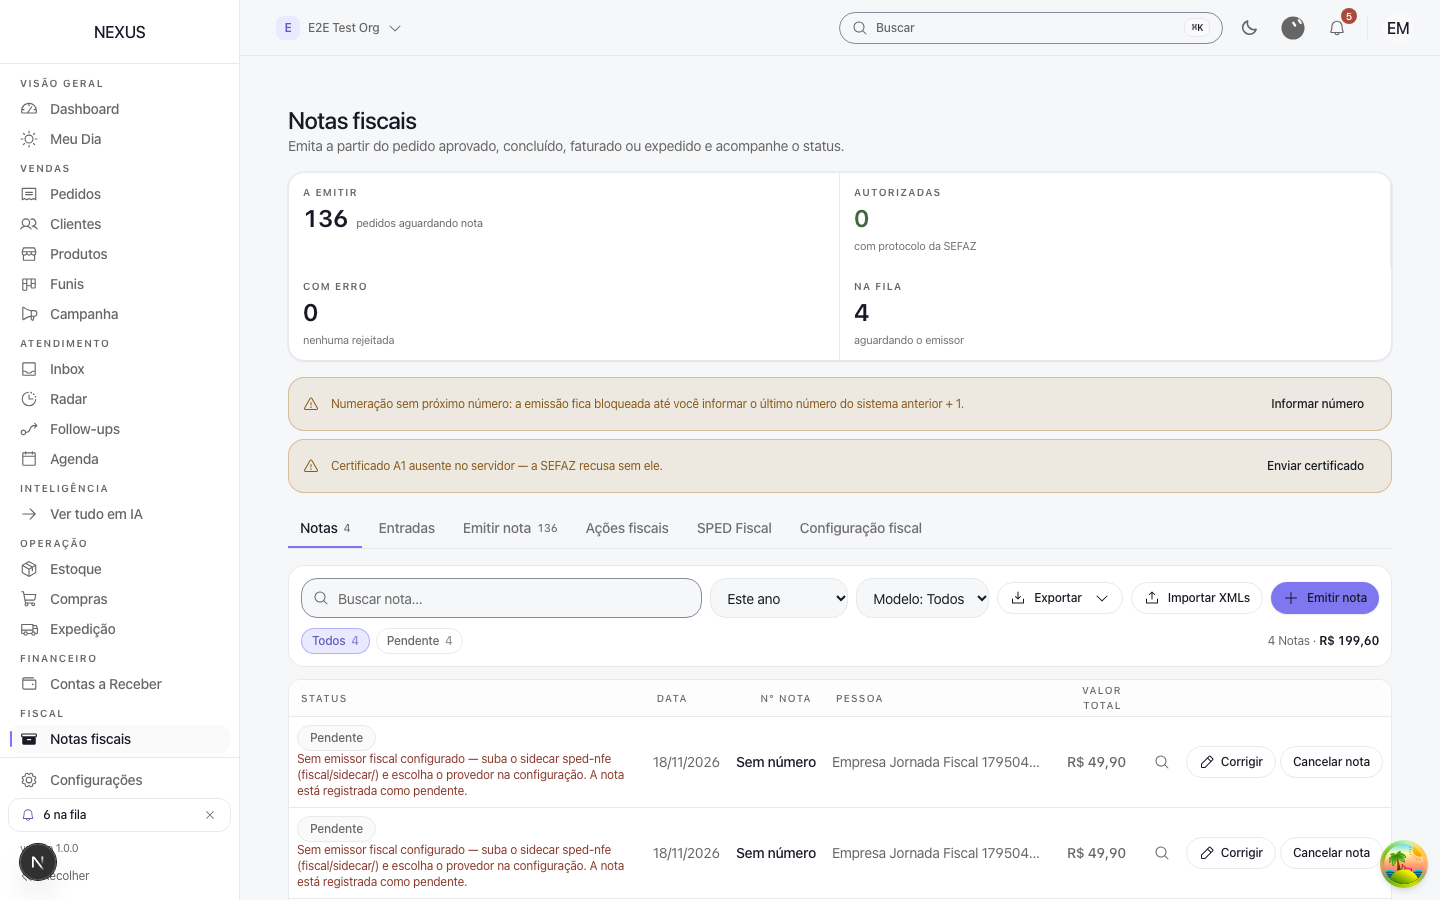 NEXUS
VISÃO GERAL
Dashboard
Meu Dia
VENDAS
Pedidos
Clientes
Produtos
Funis
Campanha
ATENDIMENTO
Inbox
Radar
Follow-ups
Agenda
INTELIGÊNCIA
Ver tudo em IA
OPERAÇÃO
Estoque
Compras
Expedição
FINANCEIRO
Contas a Receber
FISCAL
Notas fiscais
Configurações
6 na fila
1.0.0
N
E E2E Test Org
Buscar ⌘K
5
EM
Notas fiscais
Emita a partir do pedido aprovado, concluído, faturado ou expedido e acompanhe o status.
A EMITIR
136 pedidos aguardando nota
AUTORIZADAS
0
com protocolo da SEFAZ
COM ERRO
0
nenhuma rejeitada
NA FILA
4
aguardando o emissor
Numeração sem próximo número: a emissão fica bloqueada até você informar o último número do sistema anterior + 1. Informar número
Certificado A1 ausente no servidor — a SEFAZ recusa sem ele. Enviar certificado
Notas 4 Entradas Emitir nota 136 Ações fiscais SPED Fiscal Configuração fiscal
Buscar nota... Este ano Modelo: Todos Exportar Importar XMLs Emitir nota
Todos 4 Pendente 4 4 Notas · R$ 199,60
STATUS DATA Nº NOTA PESSOA VALOR TOTAL
Pendente
Sem emissor fiscal configurado — suba o sidecar sped-nfe
(fiscal/sidecar/) e escolha o provedor na configuração. A nota
está registrada como pendente.
18/11/2026 Sem número Empresa Jornada Fiscal 179504... R$ 49,90 Corrigir Cancelar nota
Pendente
Sem emissor fiscal configurado — suba o sidecar sped-nfe
(fiscal/sidecar/) e escolha o provedor na configuração. A nota
está registrada como pendente.
18/11/2026 Sem número Empresa Jornada Fiscal 179504... R$ 49,90 Corrigir Cancelar nota